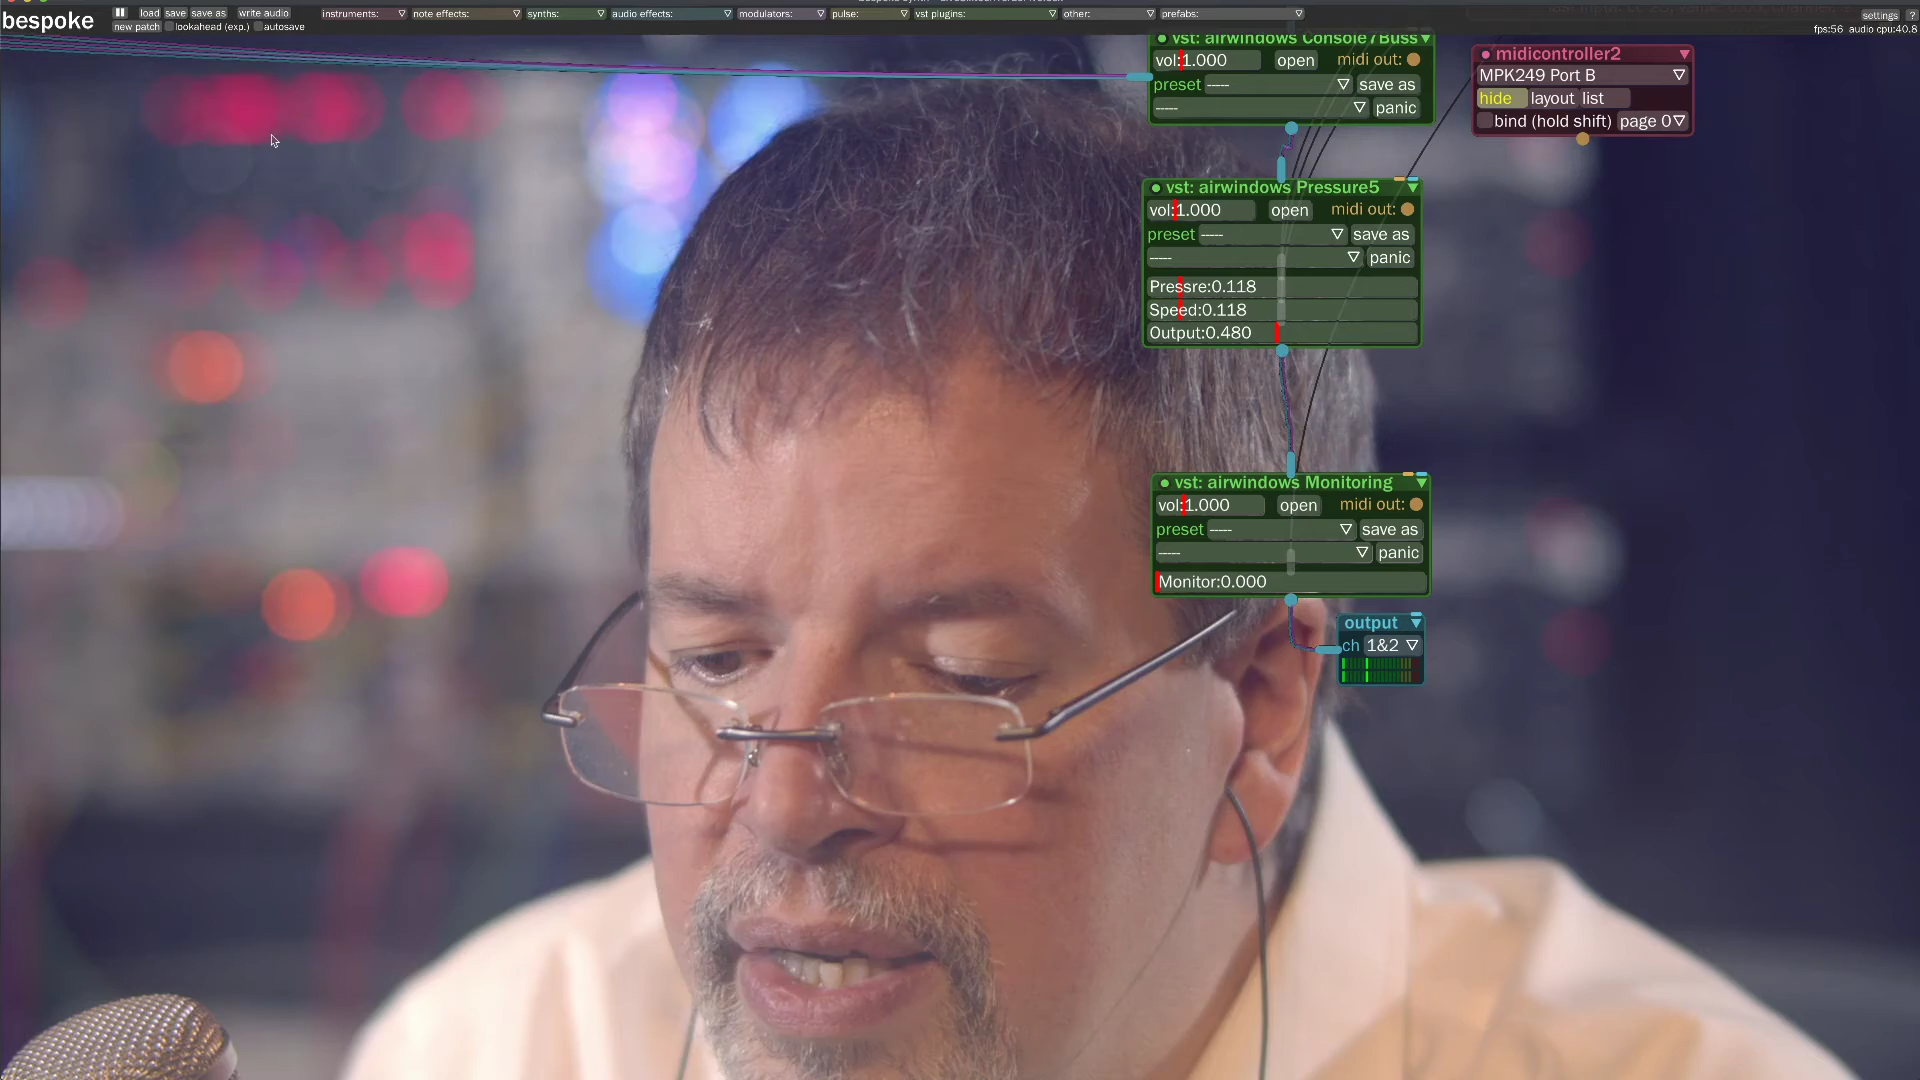 bespoke
load save save as write audio
new patch lookahead (exp.) autosave
instruments: note effects: synths: audio effects: modulators: pulse: vst plugins: other: prefabs:
settings ?
fps:56 audio cpu:40.8
vst: airwindows Console7Buss
vol:1.000 open midi out:
preset ----- save as
----- panic
midicontroller2
MPK249 Port B
hide layout list
bind (hold shift) page 0
vst: airwindows Pressure5
vol:1.000 open midi out:
preset ----- save as
----- panic
Pressre:0.118
Speed:0.118
Output:0.480
vst: airwindows Monitoring
vol:1.000 open midi out:
preset ----- save as
----- panic
Monitor:0.000
output
ch 1&2